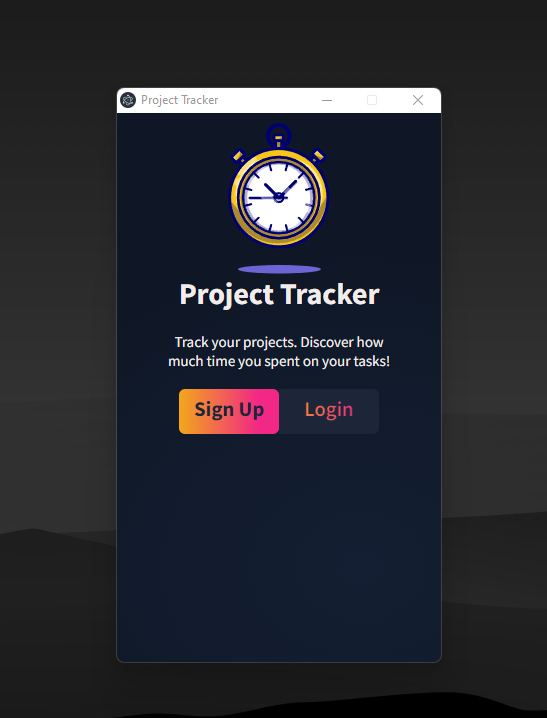 Project Tracker
Project Tracker
Track your projects. Discover how
much time you spent on your tasks!
Sign Up
Login